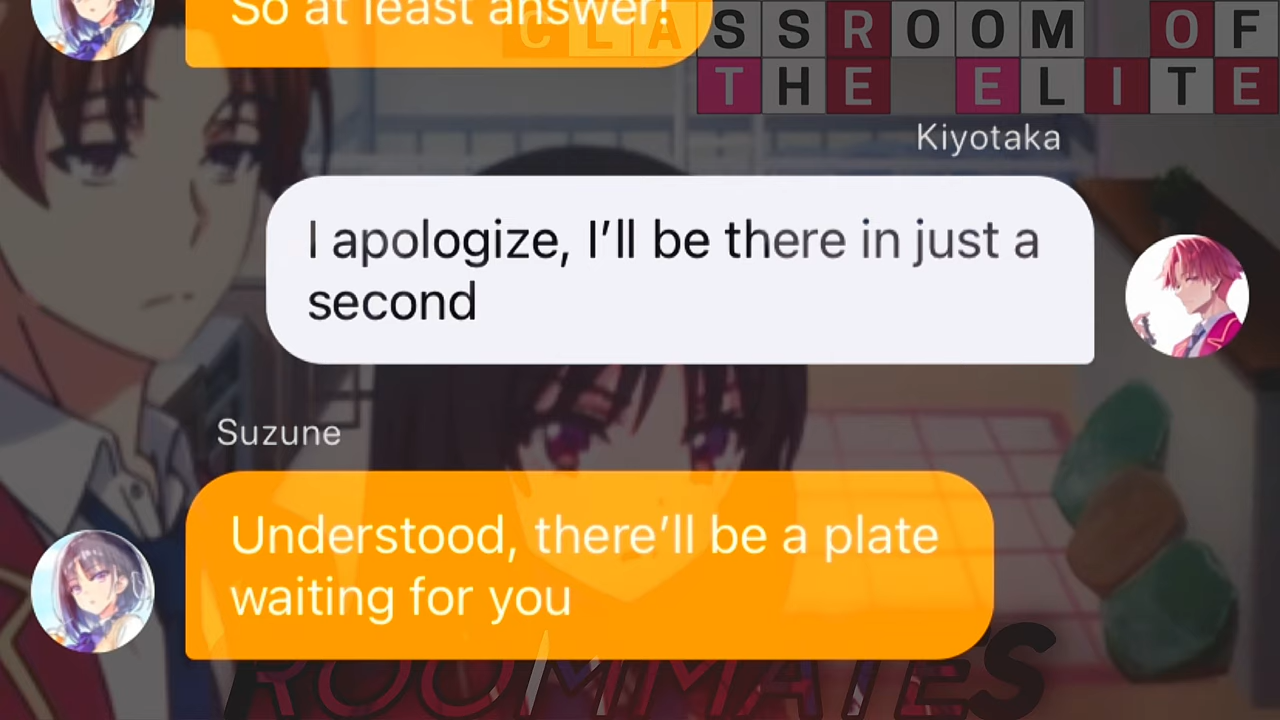 So at least answer!
CLASSROOM OF
THE ELITE
Kiyotaka
I apologize, I’ll be there in just a
second
Suzune
Understood, there’ll be a plate
waiting for you
ROOMMATES